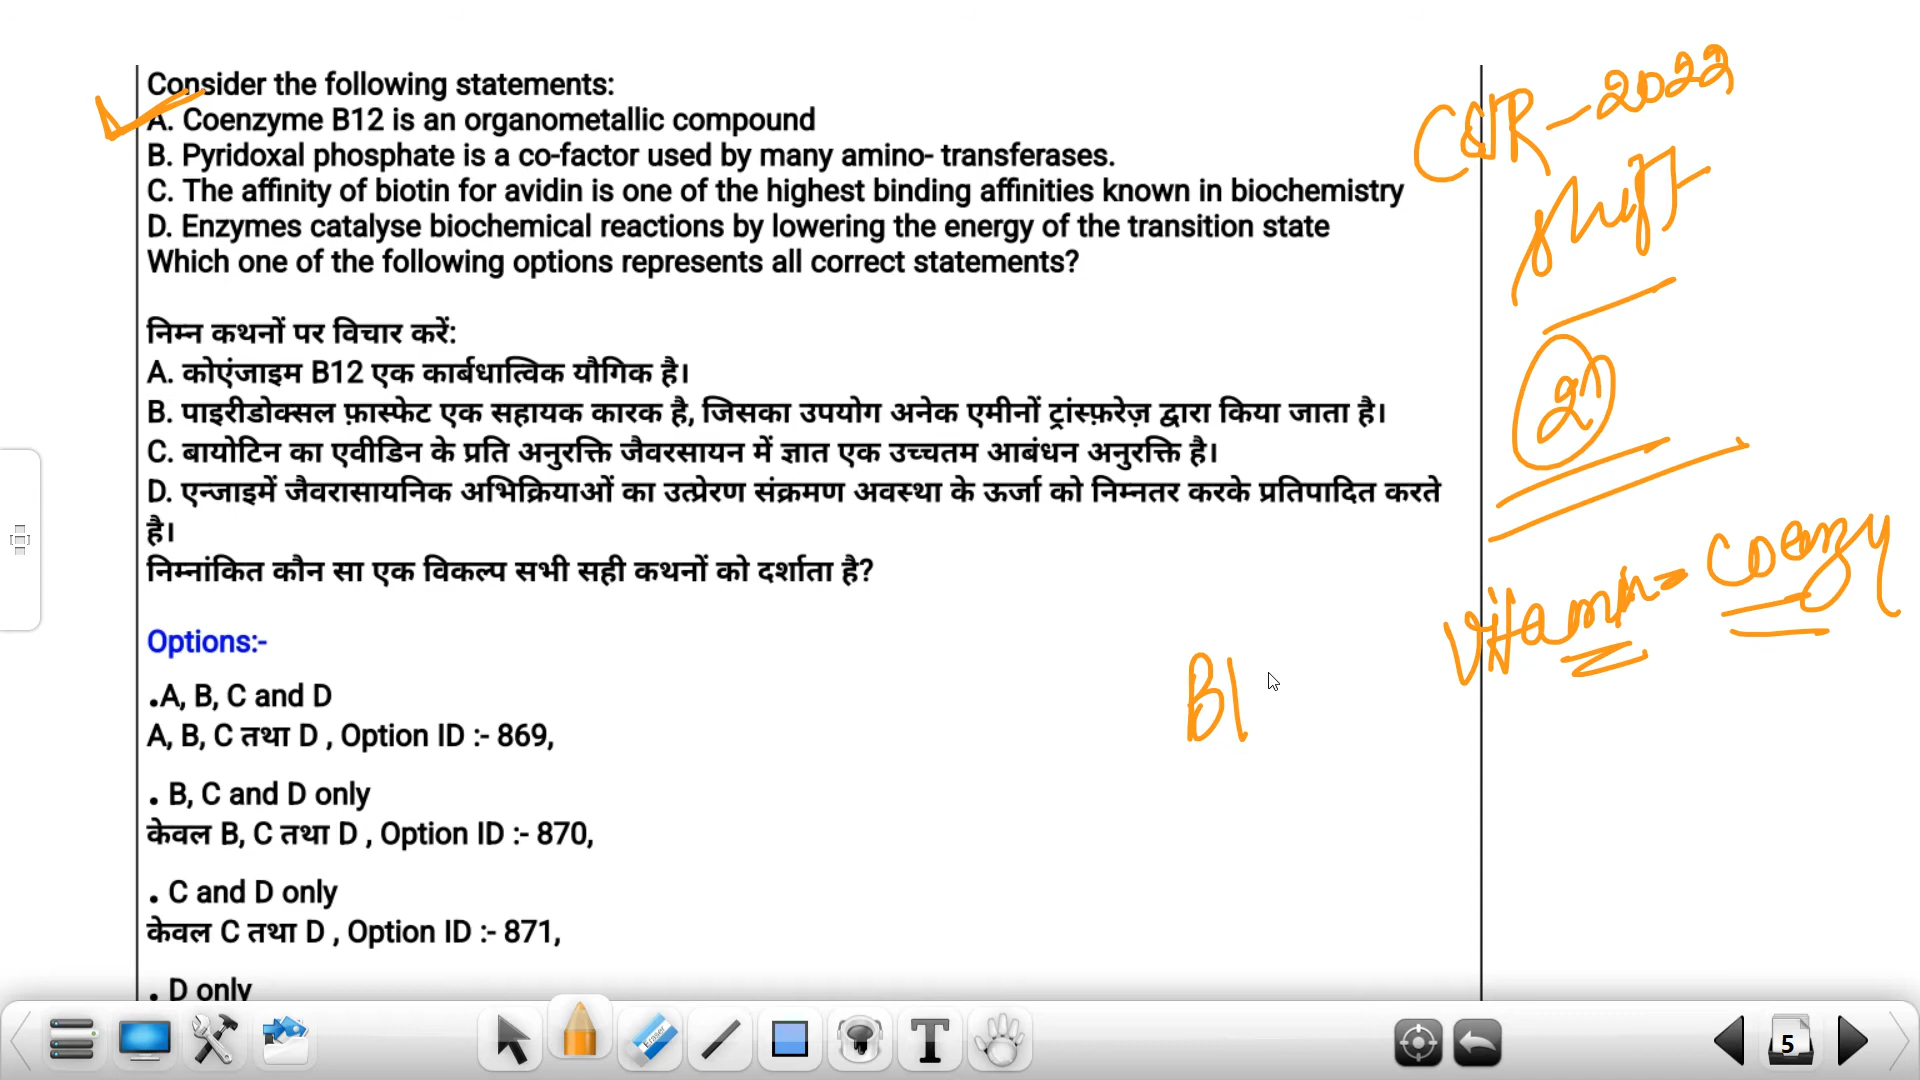 Consider the following statements:
A. Coenzyme B12 is an organometallic compound
B. Pyridoxal phosphate is a co-factor used by many amino- transferases.
C. The affinity of biotin for avidin is one of the highest binding affinities known in biochemistry
D. Enzymes catalyse biochemical reactions by lowering the energy of the transition state
Which one of the following options represents all correct statements?
निम्न कथनों पर विचार करें:
A. कोएंजाइम B12 एक कार्बधात्विक यौगिक है।
B. पाइरीडोक्सल फ़ास्फेट एक सहायक कारक है, जिसका उपयोग अनेक एमीनों ट्रांस्फ़रेज़ द्वारा किया जाता है।
C. बायोटिन का एवीडिन के प्रति अनुरक्ति जैवरसायन में ज्ञात एक उच्चतम आबंधन अनुरक्ति है।
D. एन्जाइमें जैवरासायनिक अभिक्रियाओं का उत्प्रेरण संक्रमण अवस्था के ऊर्जा को निम्नतर करके प्रतिपादित करते
है।
निम्नांकित कौन सा एक विकल्प सभी सही कथनों को दर्शाता है?
Options:-
.A, B, C and D
A, B, C तथा D , Option ID :- 869,
. B, C and D only
केवल B, C तथा D , Option ID :- 870,
. C and D only
केवल C तथा D , Option ID :- 871,
. D only
CSIR-2022
shift
Vitamin = Coenzy
B1
Eraser
T
5